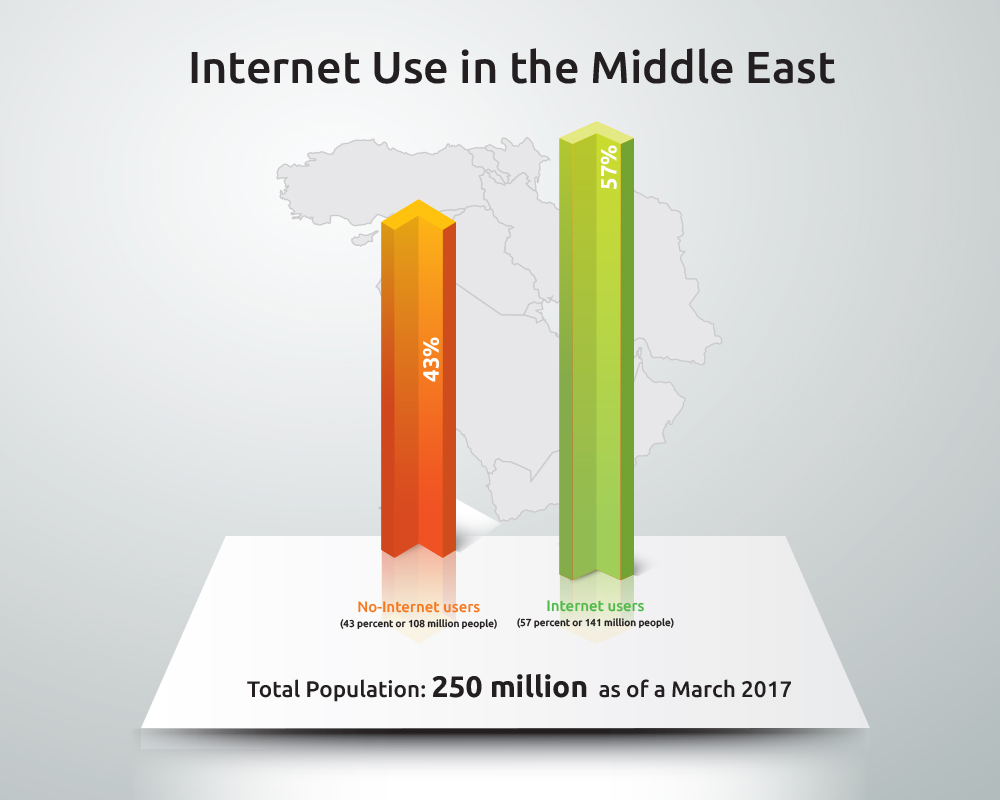 Internet Use in the Middle East
57%
43%
No-Internet users
(43 percent or 108 million people)
Internet users
(57 percent or 141 million people)
Total Population: 250 million as of a March 2017